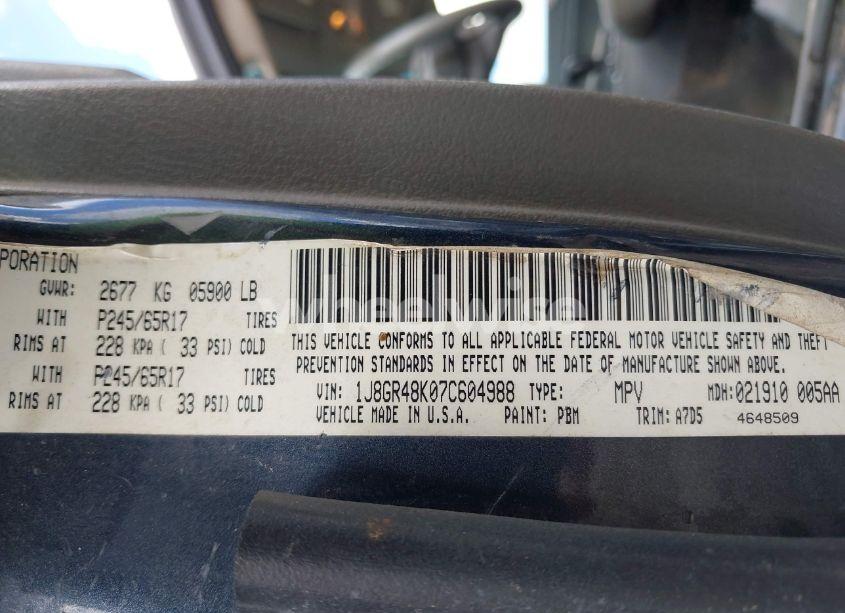 PORATION
GVWR: 2677 KG 05900 LB
WITH P245/65R17 TIRES
RIMS AT 228 KPA ( 33 PSI) COLD
WITH P245/65R17 TIRES
RIMS AT 228 KPA ( 33 PSI) COLD
THIS VEHICLE CONFORMS TO ALL APPLICABLE FEDERAL MOTOR VEHICLE SAFETY AND THEFT
PREVENTION STANDARDS IN EFFECT ON THE DATE OF MANUFACTURE SHOWN ABOVE.
VIN: 1J8GR48K07C604988 TYPE: MPV MDH:021910 005AA
VEHICLE MADE IN U.S.A. PAINT: PBM TRIM: A7D5 4648509
wheelwise